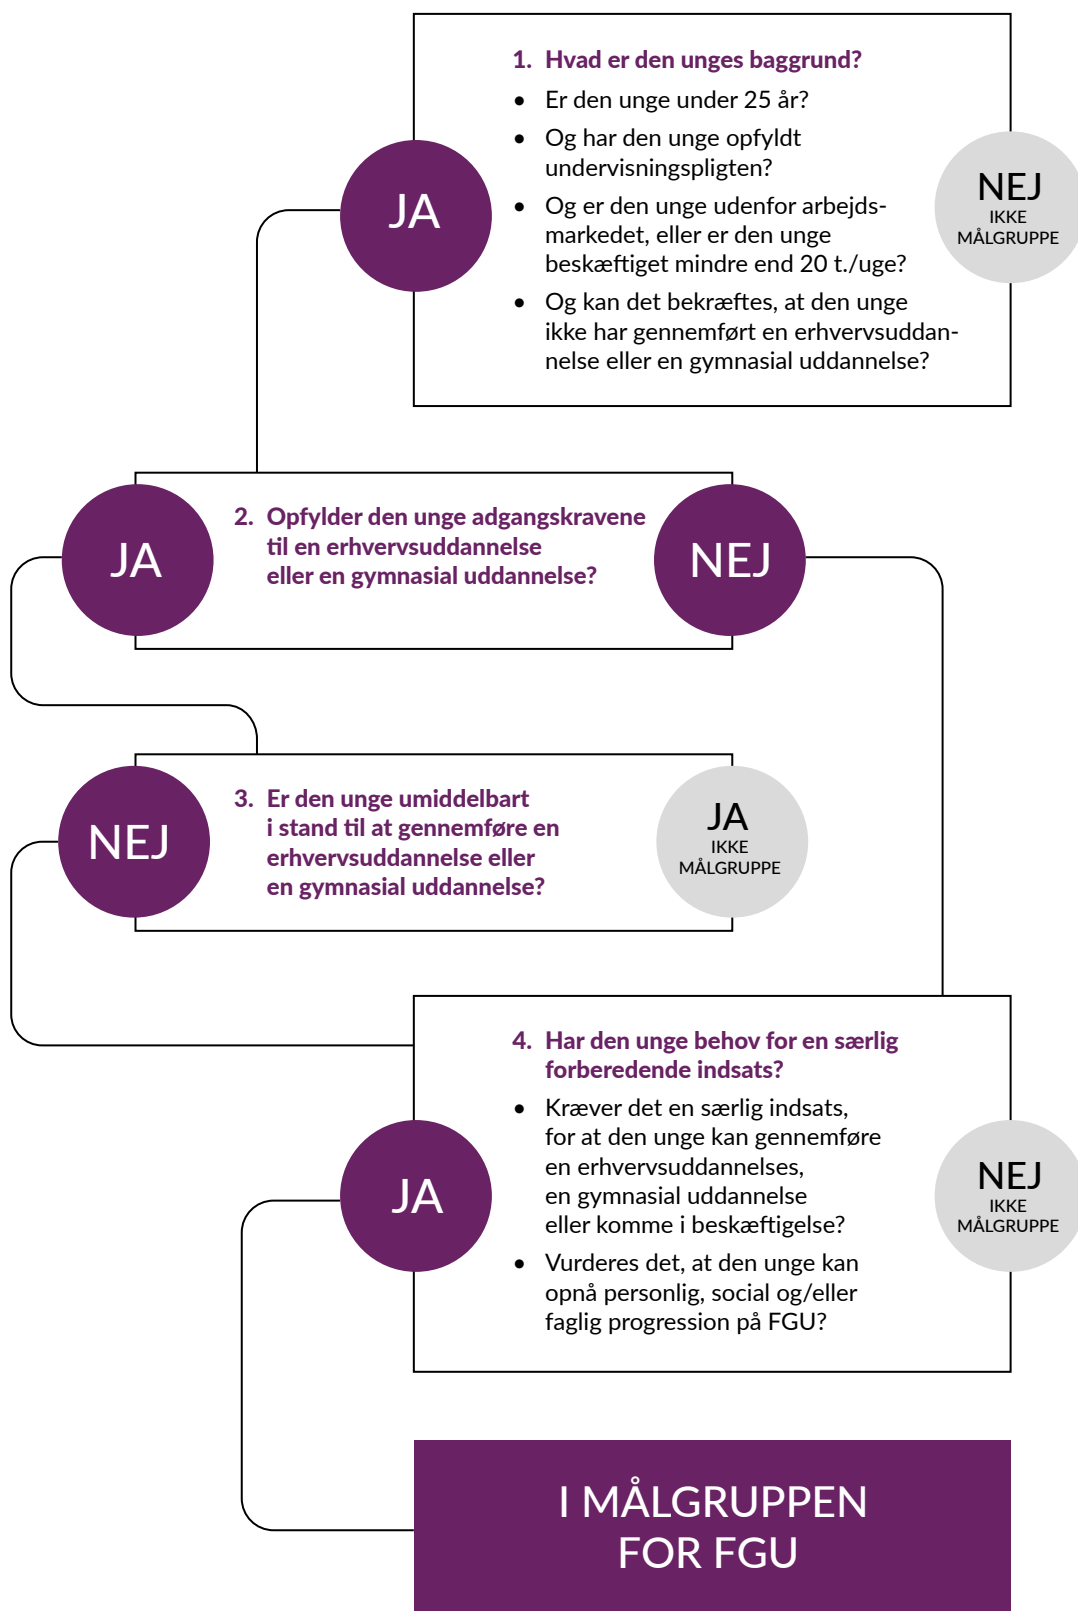 1. Hvad er den unges baggrund?
• Er den unge under 25 år?
• Og har den unge opfyldt
undervisningspligten?
• Og er den unge udenfor arbejds-
markedet, eller er den unge
beskæftiget mindre end 20 t./uge?
• Og kan det bekræftes, at den unge
ikke har gennemført en erhvervsuddan-
nelse eller en gymnasial uddannelse?
JA
NEJ
IKKE
MÅLGRUPPE
2. Opfylder den unge adgangskravene
til en erhvervsuddannelse
eller en gymnasial uddannelse?
JA
NEJ
3. Er den unge umiddelbart
i stand til at gennemføre en
erhvervsuddannelse eller
en gymnasial uddannelse?
NEJ
JA
IKKE
MÅLGRUPPE
4. Har den unge behov for en særlig
forberedende indsats?
• Kræver det en særlig indsats,
for at den unge kan gennemføre
en erhvervsuddannelses,
en gymnasial uddannelse
eller komme i beskæftigelse?
• Vurderes det, at den unge kan
opnå personlig, social og/eller
faglig progression på FGU?
JA
NEJ
IKKE
MÅLGRUPPE
I MÅLGRUPPEN
FOR FGU